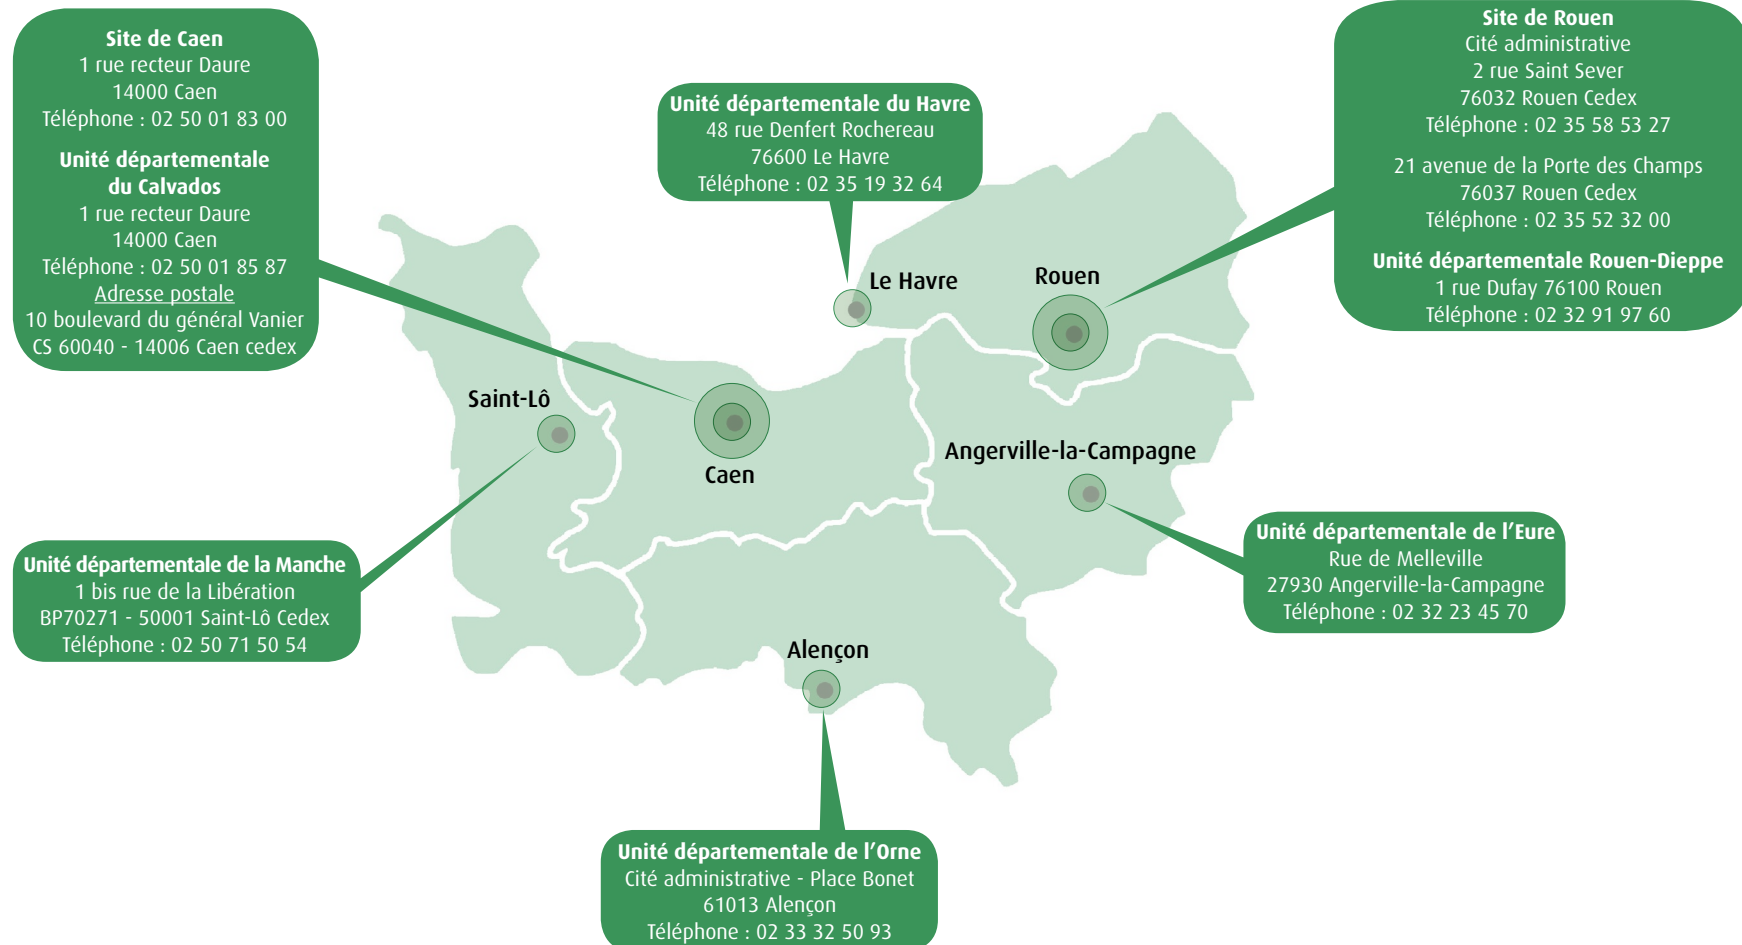 Site de Caen
1 rue recteur Daure
14000 Caen
Téléphone : 02 50 01 83 00
Unité départementale
du Calvados
1 rue recteur Daure
14000 Caen
Téléphone : 02 50 01 85 87
Adresse postale
10 boulevard du général Vanier
CS 60040 - 14006 Caen cedex
Unité départementale du Havre
48 rue Denfert Rochereau
76600 Le Havre
Téléphone : 02 35 19 32 64
Site de Rouen
Cité administrative
2 rue Saint Sever
76032 Rouen Cedex
Téléphone : 02 35 58 53 27
21 avenue de la Porte des Champs
76037 Rouen Cedex
Téléphone : 02 35 52 32 00
Unité départementale Rouen-Dieppe
1 rue Dufay 76100 Rouen
Téléphone : 02 32 91 97 60
Le Havre
Rouen
Saint-Lô
Caen
Angerville-la-Campagne
Alençon
Unité départementale de la Manche
1 bis rue de la Libération
BP70271 - 50001 Saint-Lô Cedex
Téléphone : 02 50 71 50 54
Unité départementale de l'Eure
Rue de Melleville
27930 Angerville-la-Campagne
Téléphone : 02 32 23 45 70
Unité départementale de l'Orne
Cité administrative - Place Bonet
61013 Alençon
Téléphone : 02 33 32 50 93